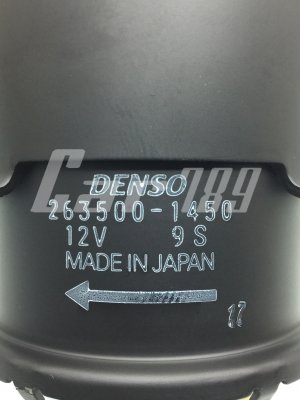 DENSO
263500-1450
12V 9S
MADE IN JAPAN
17